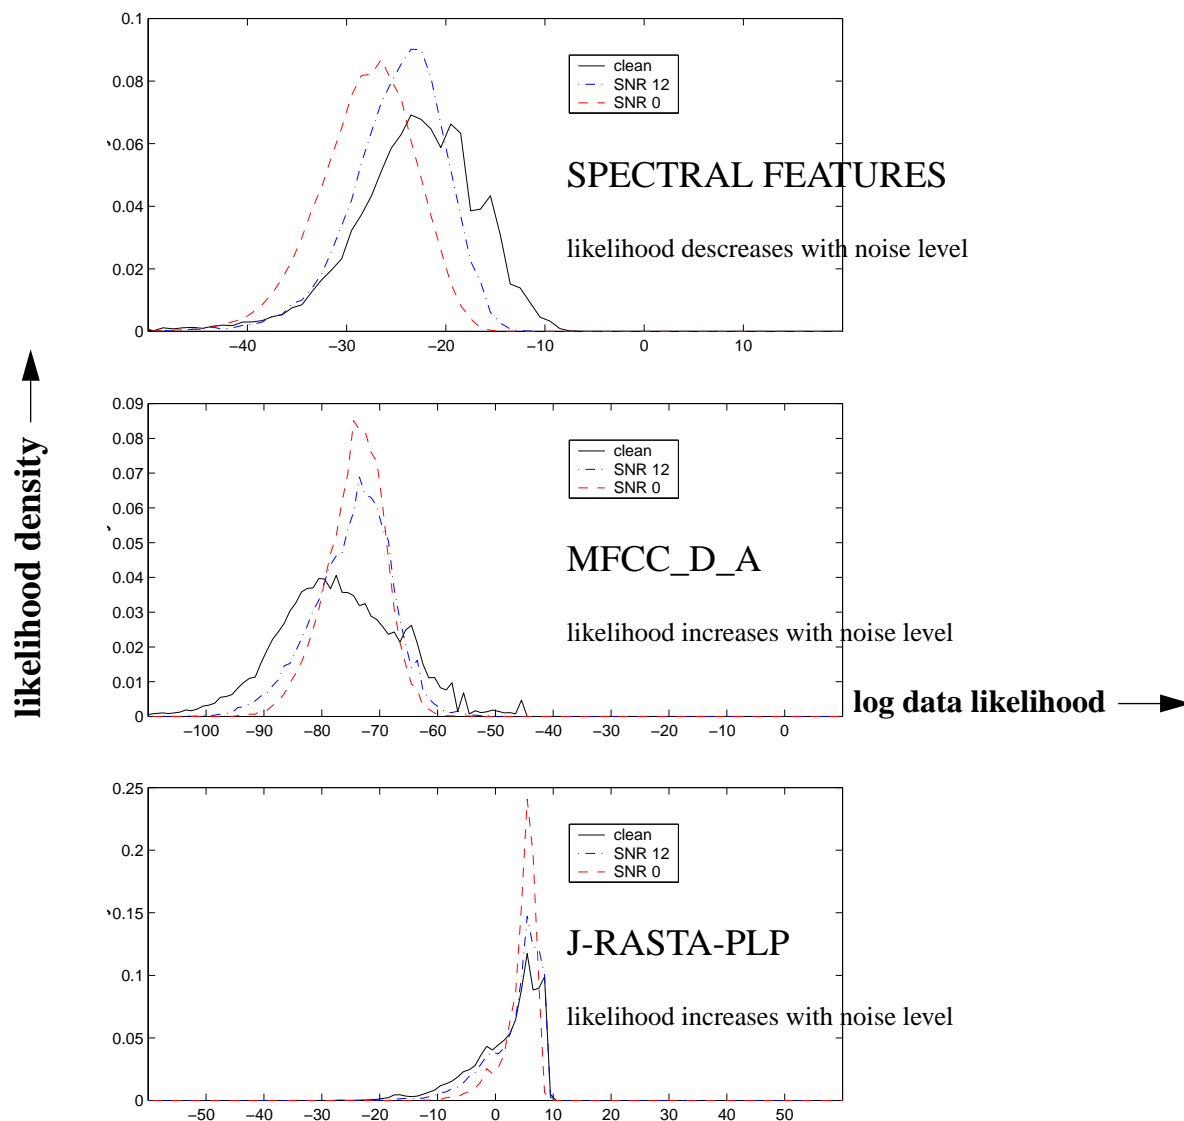 0.1
0.08
0.06
0.04
0.02
0
−40 −30 −20 −10 0 10
clean
SNR 12
SNR 0
SPECTRAL FEATURES
likelihood descreases with noise level
likelihood density
0.09
0.08
0.07
0.06
0.05
0.04
0.03
0.02
0.01
0
−100 −90 −80 −70 −60 −50 −40 −30 −20 −10 0
clean
SNR 12
SNR 0
MFCC_D_A
likelihood increases with noise level
log data likelihood
0.25
0.2
0.15
0.1
0.05
0
−50 −40 −30 −20 −10 0 10 20 30 40 50
clean
SNR 12
SNR 0
J-RASTA-PLP
likelihood increases with noise level